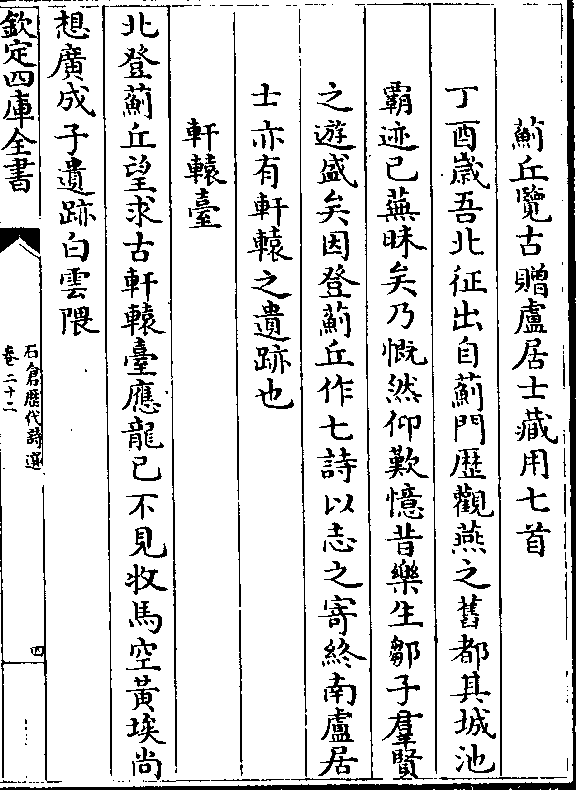 薊丘覽古贈盧居士藏用七首
丁酉歲吾北征出自薊門歴觀燕之舊都其城池
霸迹已蕪昧矣乃慨然仰歎憶昔樂生鄒子羣賢
之遊盛矣因登薊丘作七詩以志之寄終南盧居
士亦有軒轅之遺跡也
軒轅臺
北登薊丘望求古軒轅臺應龍已不見牧馬空黃埃尚
想廣成子遺跡白雲隈
欽定四庫全書
石倉歴代詩選
卷二十二
四